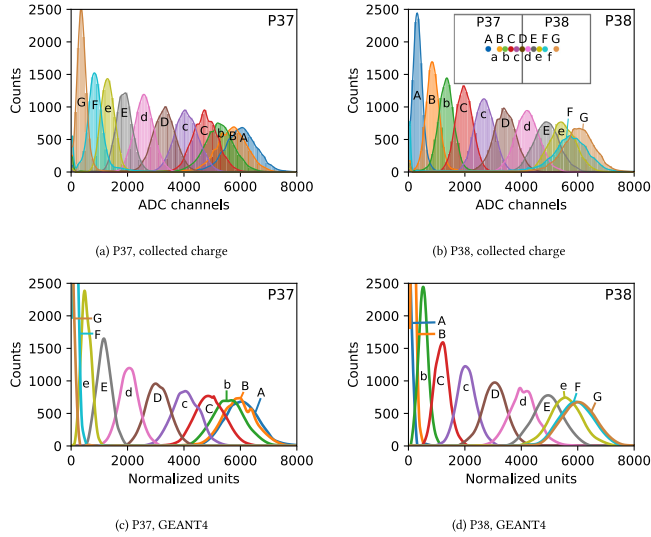 P37
2500
2000
1500
1000
500
0
Counts
G F e E d D c C b B A
0 2000 4000 6000 8000
ADC channels
(a) P37, collected charge
P38
2500
2000
1500
1000
500
0
Counts
P37 P38
A B C D E F G
a b c d e f
A B b C c D d E e F G
0 2000 4000 6000 8000
ADC channels
(b) P38, collected charge
P37
2500
2000
1500
1000
500
0
Counts
G
F
e E d D c C b B A
0 2000 4000 6000 8000
Normalized units
(c) P37, GEANT4
P38
2500
2000
1500
1000
500
0
Counts
A
B
b C c D d E e F G
0 2000 4000 6000 8000
Normalized units
(d) P38, GEANT4